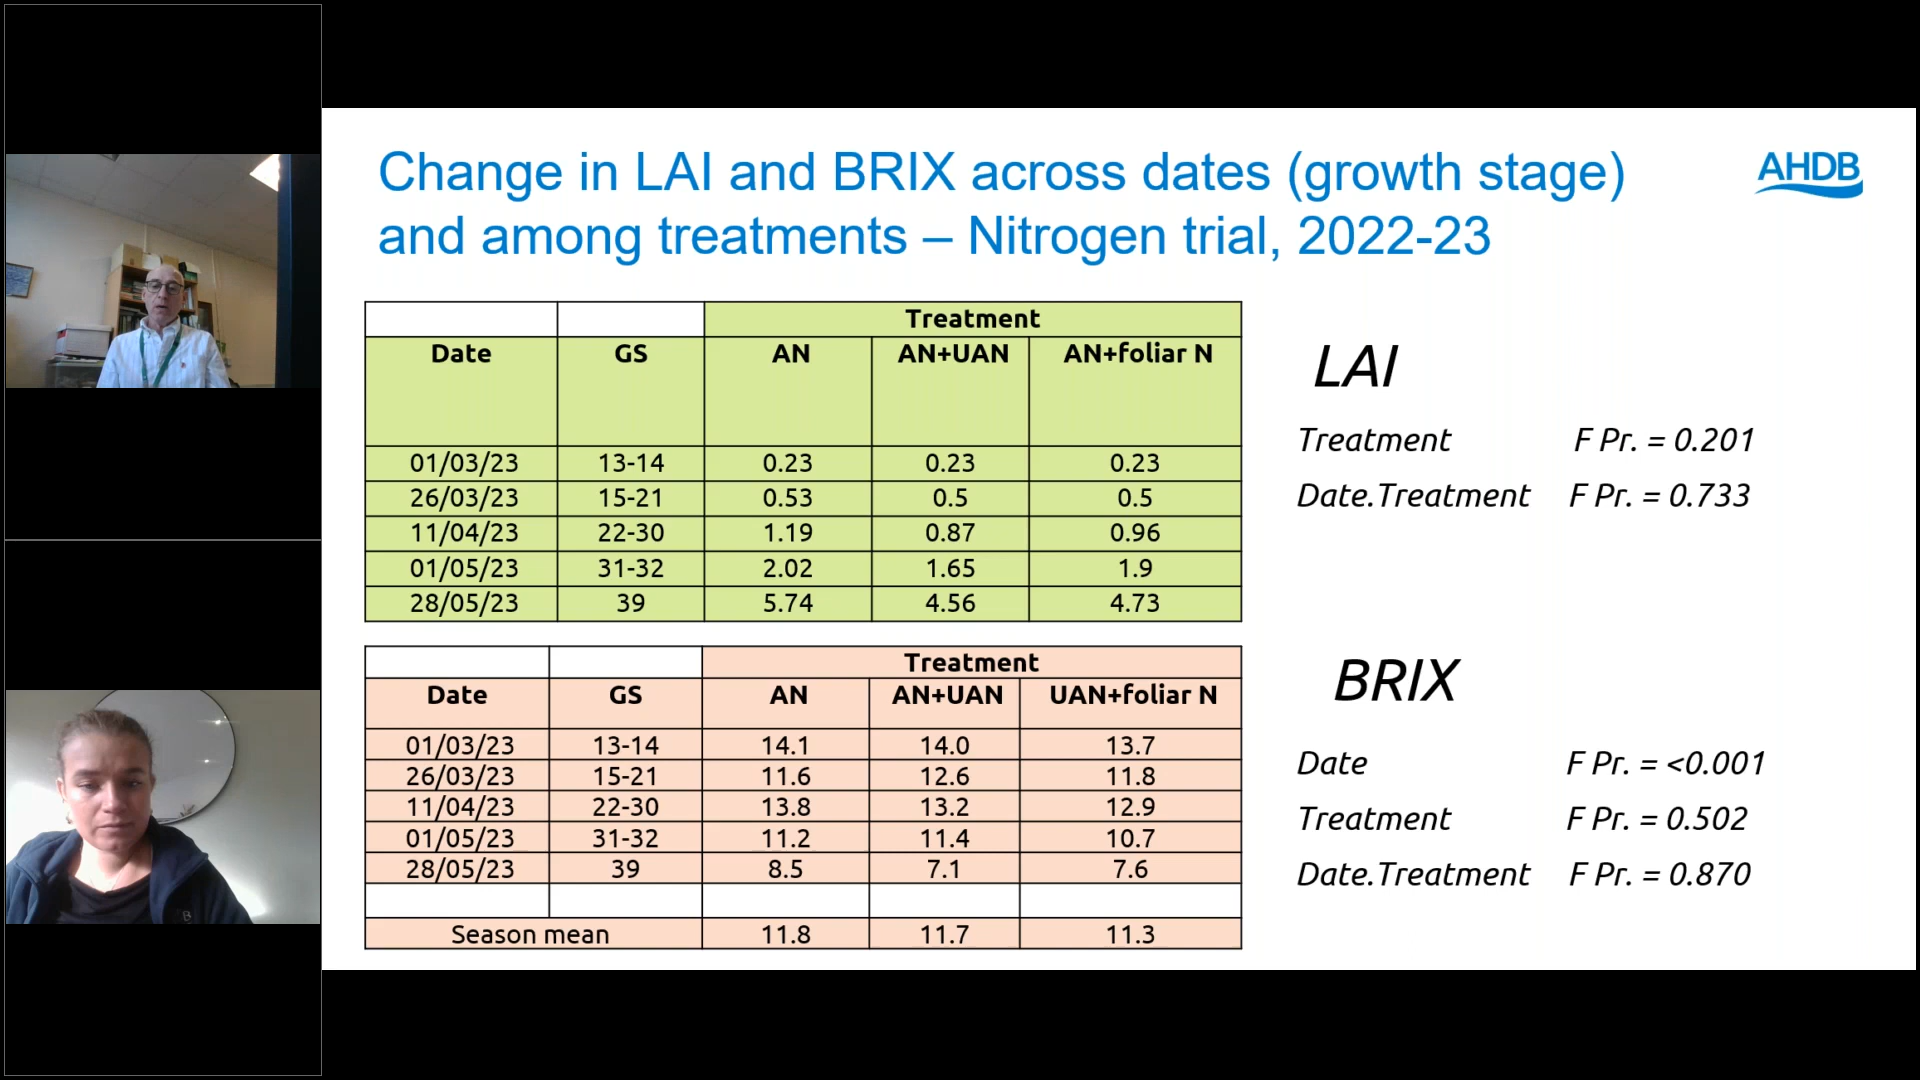 Change in LAI and BRIX across dates (growth stage)
and among treatments – Nitrogen trial, 2022-23
AHDB
Treatment
Date GS AN AN+UAN AN+foliar N
01/03/23 13-14 0.23 0.23 0.23
26/03/23 15-21 0.53 0.5 0.5
11/04/23 22-30 1.19 0.87 0.96
01/05/23 31-32 2.02 1.65 1.9
28/05/23 39 5.74 4.56 4.73
LAI
Treatment F Pr. = 0.201
Date.Treatment F Pr. = 0.733
Treatment
Date GS AN AN+UAN UAN+foliar N
01/03/23 13-14 14.1 14.0 13.7
26/03/23 15-21 11.6 12.6 11.8
11/04/23 22-30 13.8 13.2 12.9
01/05/23 31-32 11.2 11.4 10.7
28/05/23 39 8.5 7.1 7.6
Season mean 11.8 11.7 11.3
BRIX
Date F Pr. = <0.001
Treatment F Pr. = 0.502
Date.Treatment F Pr. = 0.870